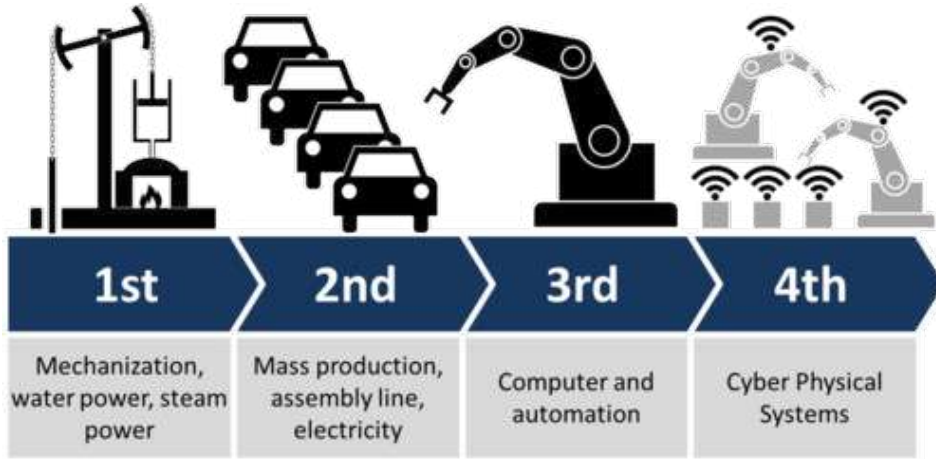 1st
2nd
3rd
4th
Mechanization,
water power, steam
power
Mass production,
assembly line,
electricity
Computer and
automation
Cyber Physical
Systems